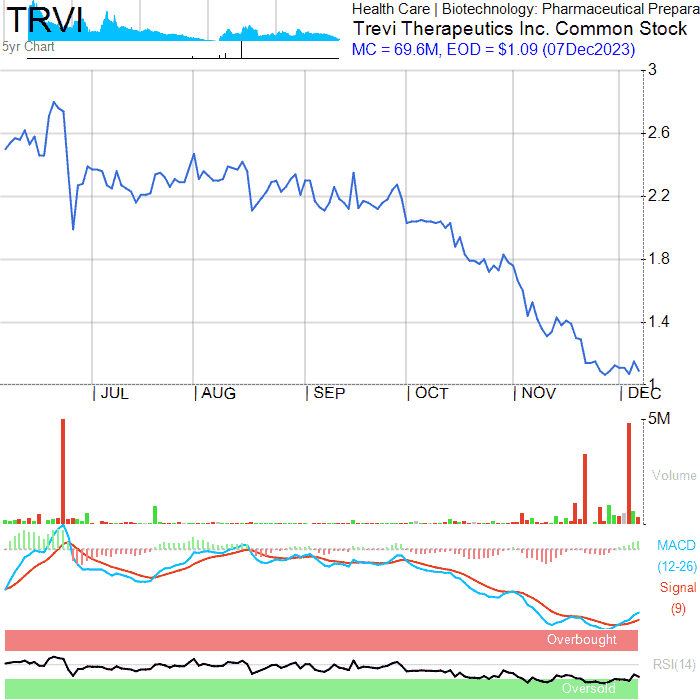 TRVI
5yr Chart
Health Care | Biotechnology: Pharmaceutical Prepara
Trevi Therapeutics Inc. Common Stock
MC = 69.6M, EOD = $1.09 (07Dec2023)
3
2.6
2.2
1.8
1.4
1
JUL
AUG
SEP
OCT
NOV
DEC
5M
Volume
MACD
(12-26)
Signal
(9)
Overbought
RSI(14)
Oversold